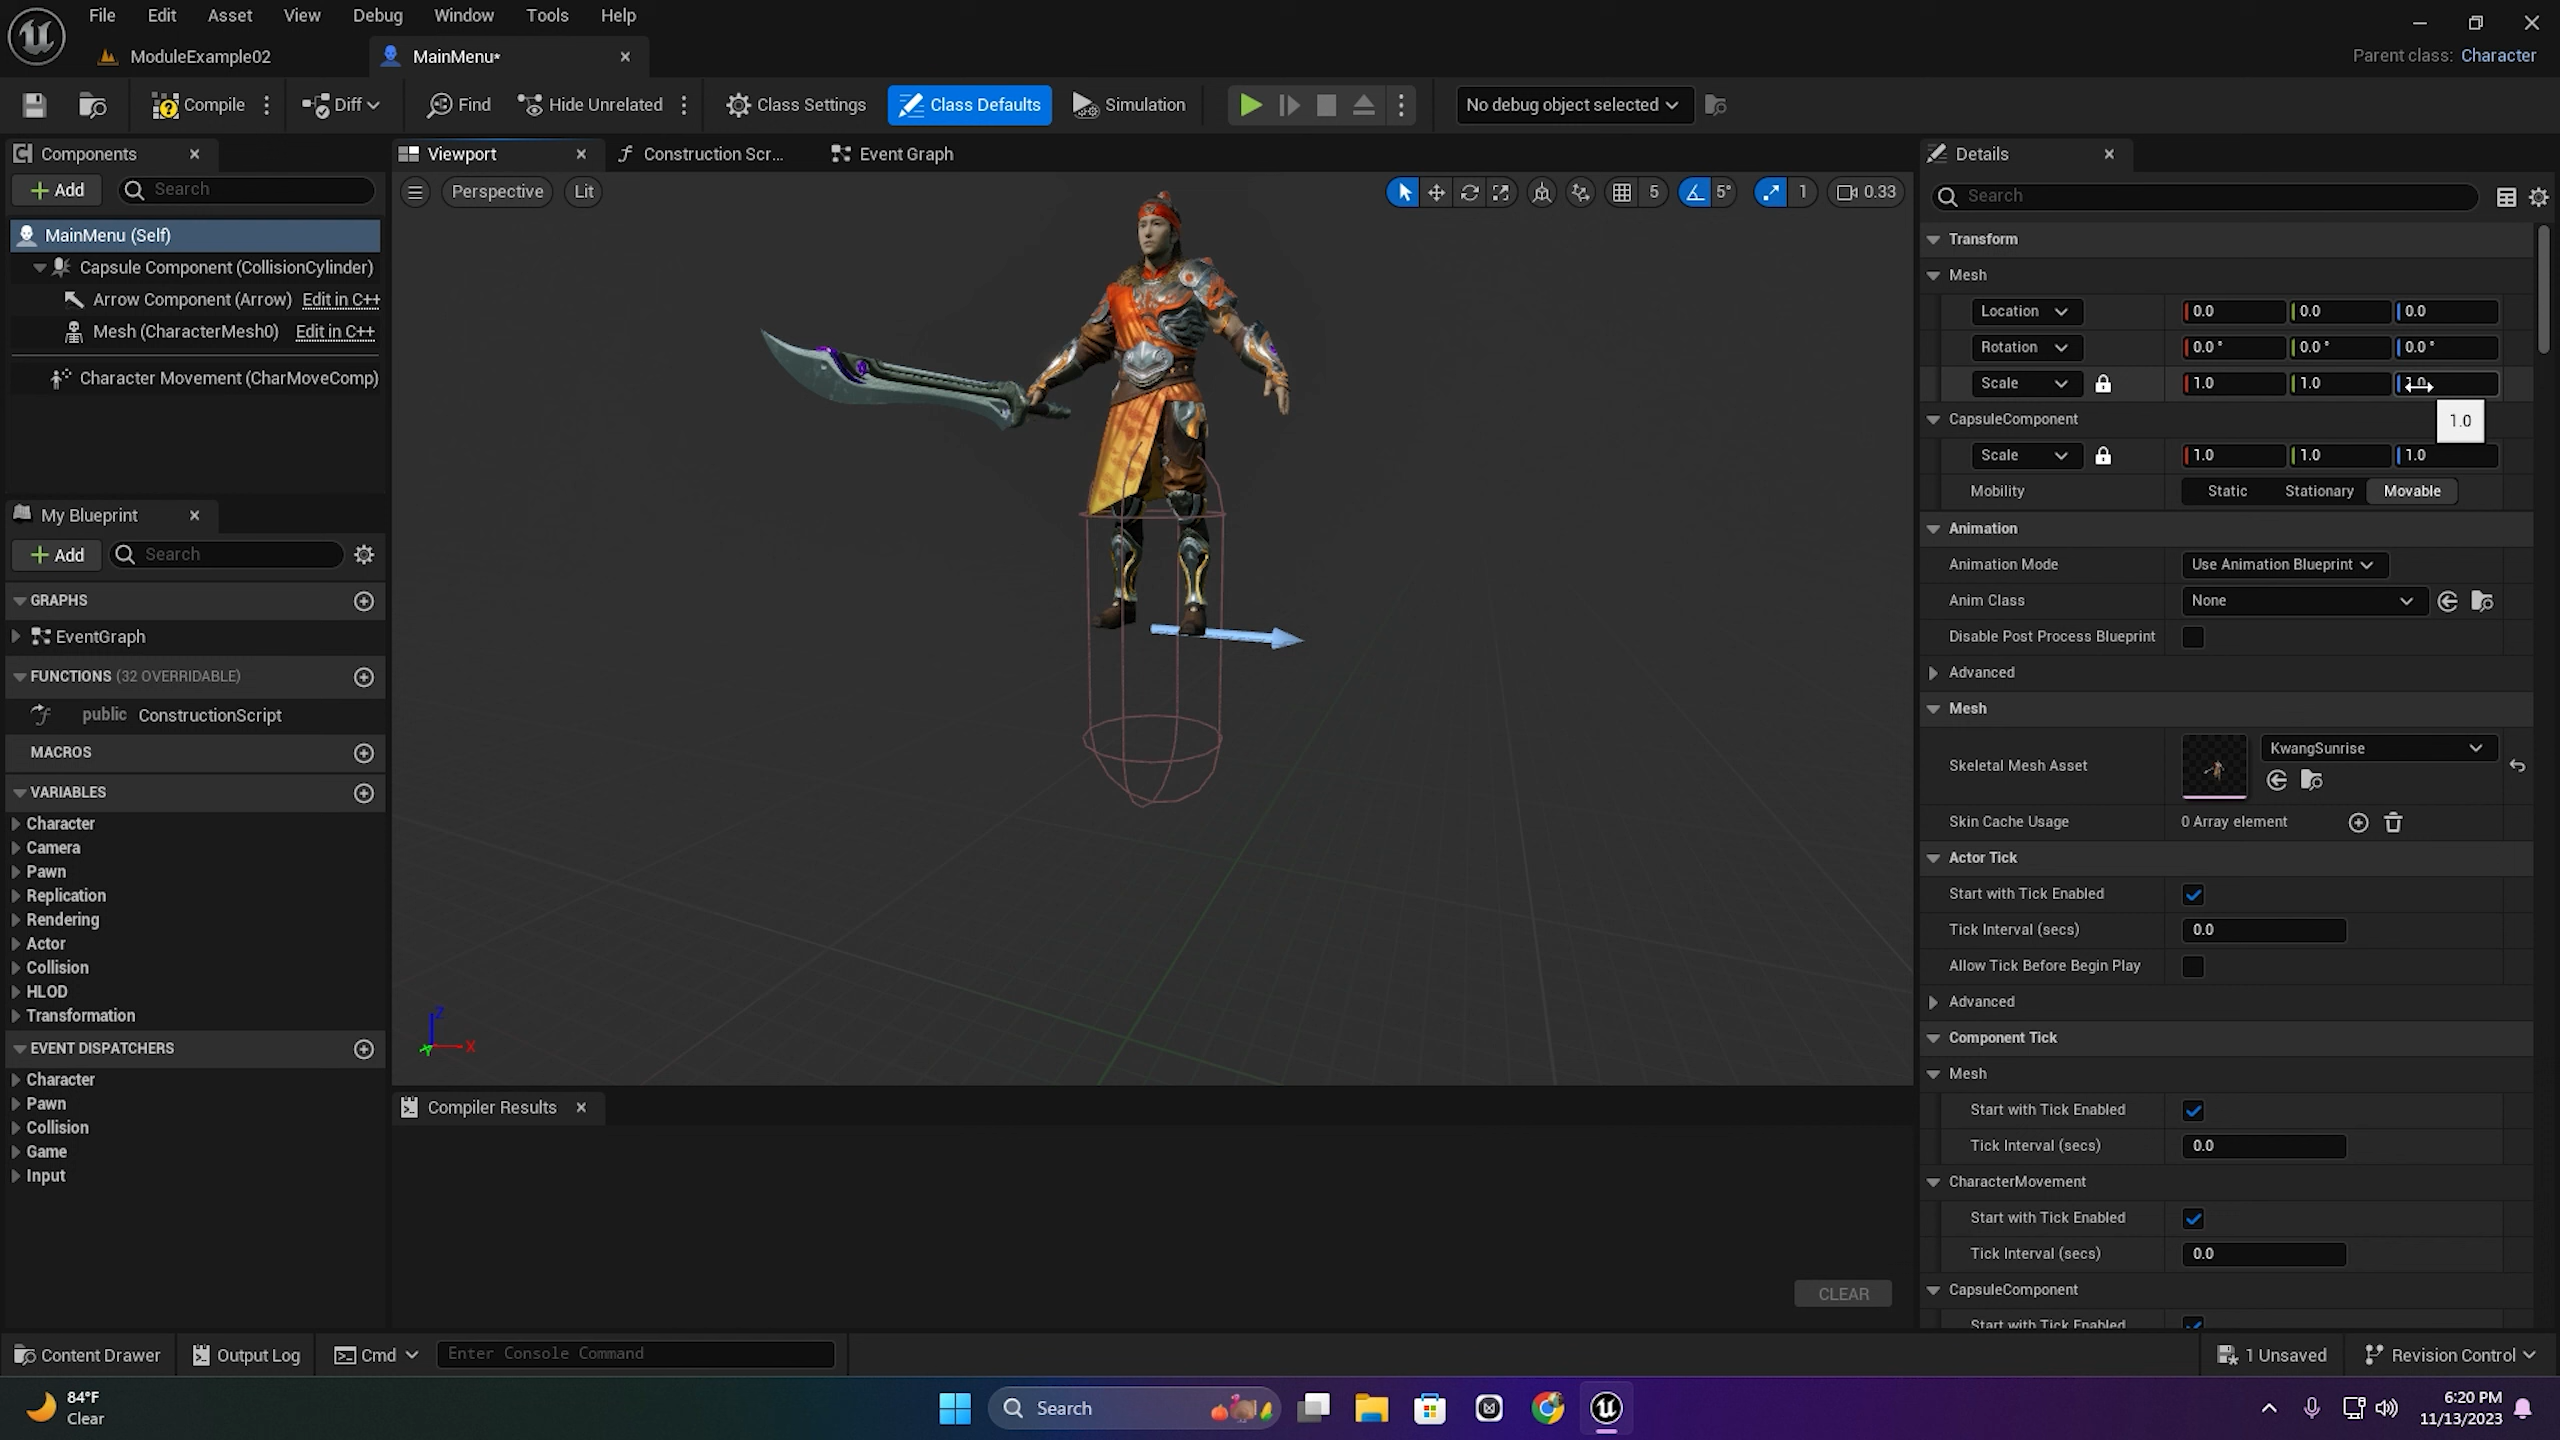 File Edit Asset View Debug Window Tools Help
ModuleExample02
MainMenu*
Parent class: Character
Compile
Diff
Find
Hide Unrelated
Class Settings
Class Defaults
Simulation
No debug object selected
Components
Add
Search
MainMenu (Self)
Capsule Component (CollisionCylinder)
Arrow Component (Arrow) Edit in C++
Mesh (CharacterMesh0) Edit in C++
Character Movement (CharMoveComp)
My Blueprint
Add
Search
GRAPHS
EventGraph
FUNCTIONS (32 OVERRIDABLE)
public ConstructionScript
MACROS
VARIABLES
Character
Camera
Pawn
Replication
Rendering
Actor
Collision
HLOD
Transformation
EVENT DISPATCHERS
Character
Pawn
Collision
Game
Input
Viewport
Construction Scr...
Event Graph
Perspective
Lit
5
5°
1
0.33
Z
X
Y
Compiler Results
CLEAR
Details
Search
Transform
Mesh
Location 0.0 0.0 0.0
Rotation 0.0 ° 0.0 ° 0.0 °
Scale 1.0 1.0 1.0
CapsuleComponent
1.0
Scale 1.0 1.0 1.0
Mobility Static Stationary Movable
Animation
Animation Mode Use Animation Blueprint
Anim Class None
Disable Post Process Blueprint
Advanced
Mesh
Skeletal Mesh Asset KwangSunrise
Skin Cache Usage 0 Array element
Actor Tick
Start with Tick Enabled
Tick Interval (secs) 0.0
Allow Tick Before Begin Play
Advanced
Component Tick
Mesh
Start with Tick Enabled
Tick Interval (secs) 0.0
CharacterMovement
Start with Tick Enabled
Tick Interval (secs) 0.0
CapsuleComponent
Start with Tick Enabled
Content Drawer
Output Log
Cmd
Enter Console Command
1 Unsaved
Revision Control
84°F
Clear
Search
6:20 PM
11/13/2023